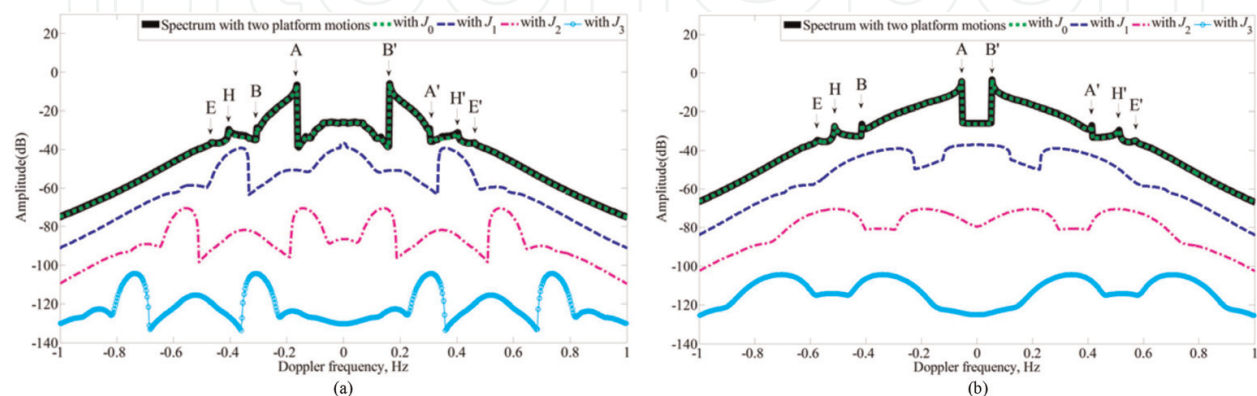 Spectrum with two platform motions with J0 with J1 with J2 with J3
20
0
-20
-40
-60
-80
-100
-120
-140
Amplitude(dB)
E H B A B' A' H' E'
-1 -0.8 -0.6 -0.4 -0.2 0 0.2 0.4 0.6 0.8 1
Doppler frequency, Hz
(a)
Spectrum with two platform motions with J0 with J1 with J2 with J3
20
0
-20
-40
-60
-80
-100
-120
-140
Amplitude(dB)
E H B A B' A' H' E'
-1 -0.8 -0.6 -0.4 -0.2 0 0.2 0.4 0.6 0.8 1
Doppler frequency, Hz
(b)